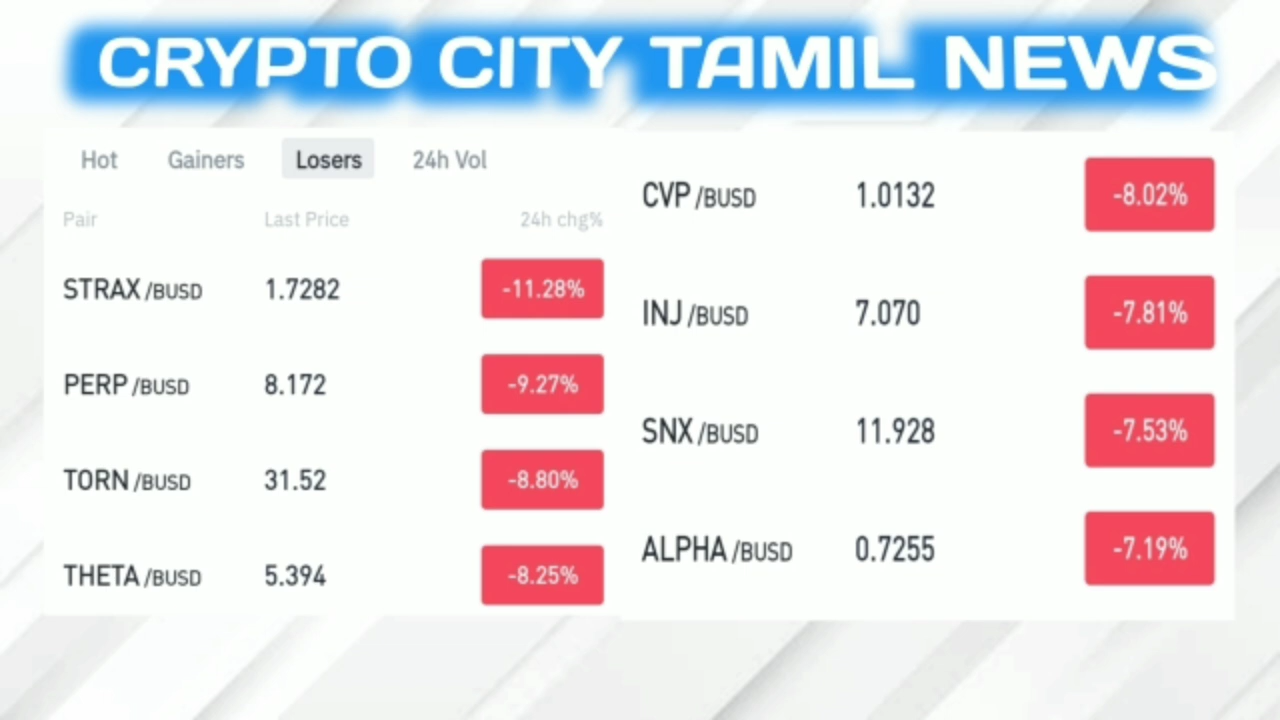 CRYPTO CITY TAMIL NEWS
Hot Gainers Losers 24h Vol
Pair Last Price 24h chg%
STRAX /BUSD 1.7282 -11.28%
PERP /BUSD 8.172 -9.27%
TORN /BUSD 31.52 -8.80%
THETA /BUSD 5.394 -8.25%
CVP /BUSD 1.0132 -8.02%
INJ /BUSD 7.070 -7.81%
SNX /BUSD 11.928 -7.53%
ALPHA /BUSD 0.7255 -7.19%